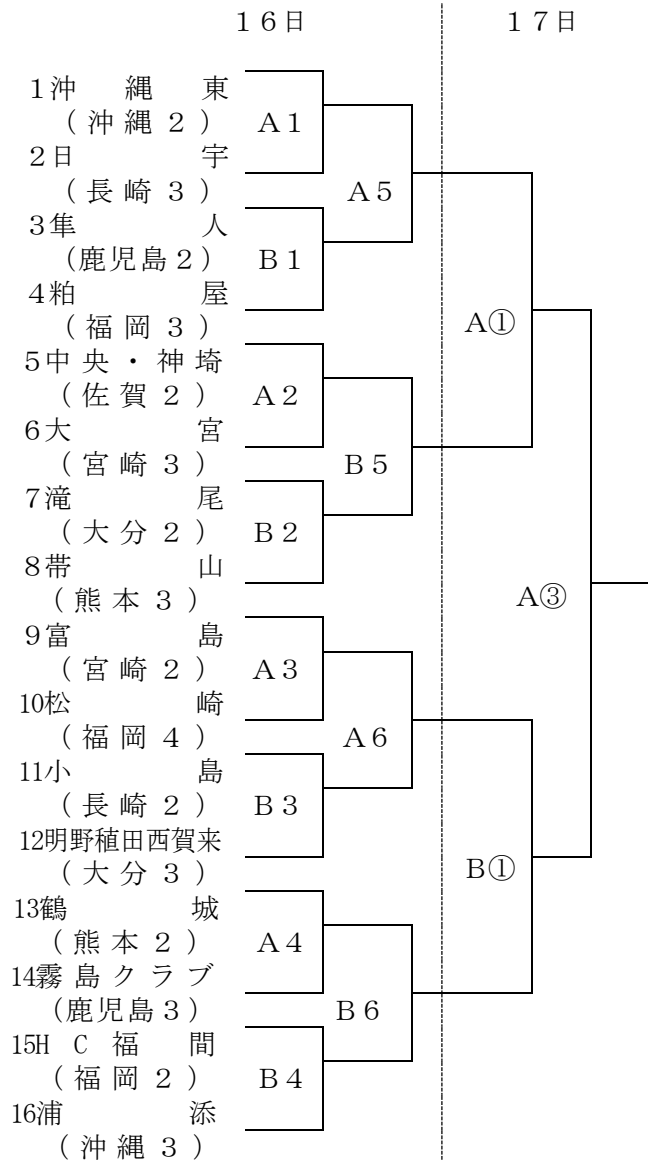 16日 17日
1沖縄東
(沖縄2) A1
2日宇
(長崎3) A5
3隼人
(鹿児島2) B1
4粕屋
(福岡3) A①
5中央・神埼
(佐賀2) A2
6大宮
(宮崎3) B5
7滝尾
(大分2) B2
8帯山
(熊本3) A③
9富島
(宮崎2) A3
10松崎
(福岡4) A6
11小島
(長崎2) B3
12明野稙田西賀来
(大分3) B①
13鶴城
(熊本2) A4
14霧島クラブ
(鹿児島3) B6
15HC福間
(福岡2) B4
16浦添
(沖縄3)